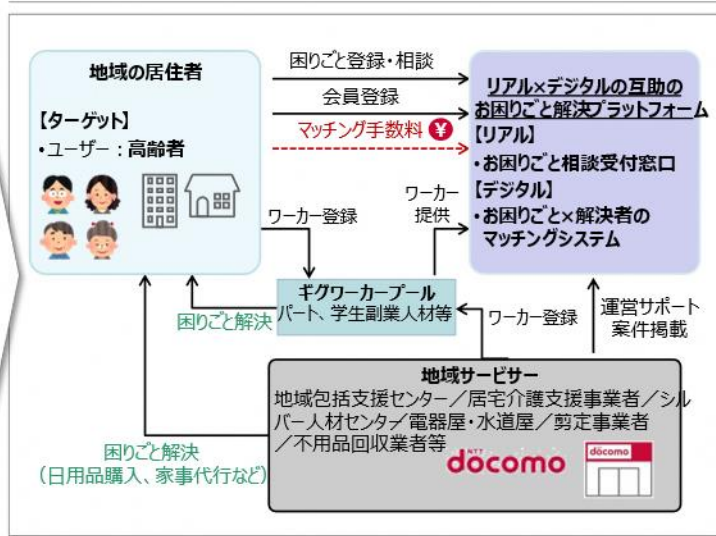 地域の居住者
【ターゲット】
・ユーザー：高齢者
困りごと登録・相談
会員登録
マッチング手数料 ¥
リアル×デジタルの互助の
お困りごと解決プラットフォーム
【リアル】
・お困りごと相談受付窓口
【デジタル】
・お困りごと×解決者の
マッチングシステム
ワーカー登録
ワーカー
提供
ギグワーカープール
パート、学生副業人材等
困りごと解決
ワーカー登録
運営サポート
案件掲載
地域サービサー
地域包括支援センター／居宅介護支援事業者／シル
バー人材センタ／電器屋・水道屋／剪定事業者
／不用品回収業者等
NTT
döcomo
döcomo
困りごと解決
（日用品購入、家事代行など）